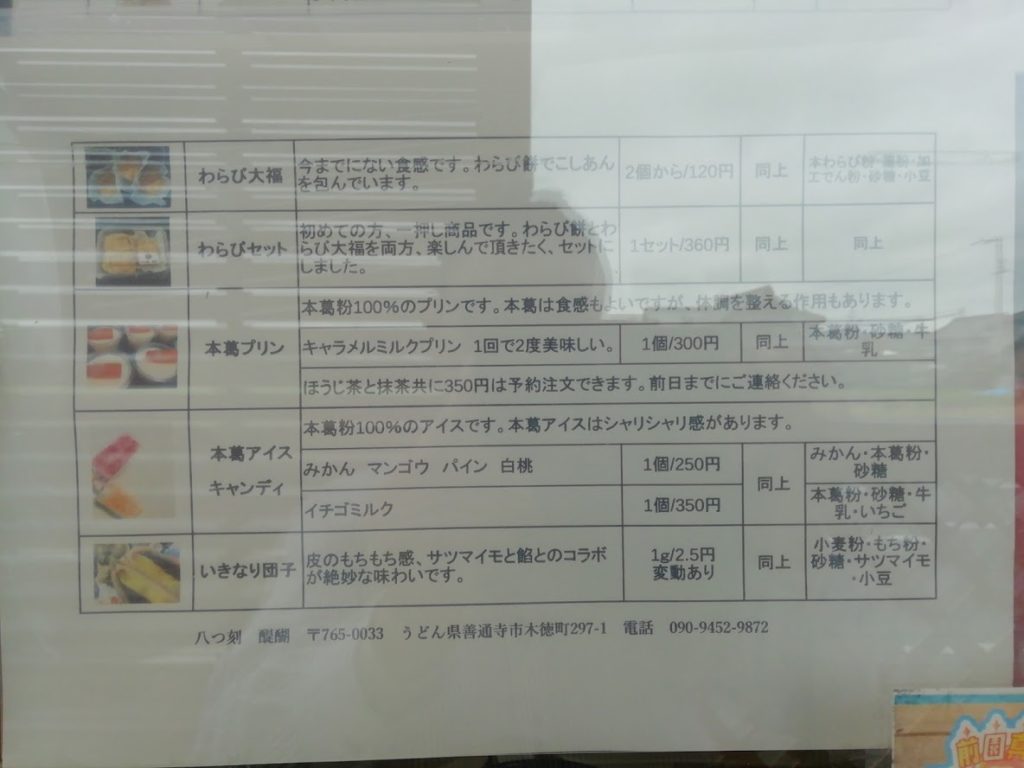 わらび大福
今までにない食感です。わらび餅でこしあん
を包んでいます。
2個から/120円
同上
本わらび粉・葛粉・加
工でん粉・砂糖・小豆
わらびセット
初めての方、一押し商品です。わらび餅とわ
らび大福を両方、楽しんで頂きたく、セットに
しました。
1セット/360円
同上
同上
本葛プリン
本葛粉100%のプリンです。本葛は食感もよいですが、体調を整える作用もあります。
キャラメルミルクプリン 1回で2度美味しい。
1個/300円
同上
本葛粉・砂糖・牛
乳
ほうじ茶と抹茶共に350円は予約注文できます。前日までにご連絡ください。
本葛アイス
キャンディ
本葛粉100%のアイスです。本葛アイスはシャリシャリ感があります。
みかん マンゴウ パイン 白桃
1個/250円
同上
みかん・本葛粉・
砂糖
イチゴミルク
1個/350円
本葛粉・砂糖・牛
乳・いちご
いきなり団子
皮のもちもち感、サツマイモと餡とのコラボ
が絶妙な味わいです。
1g/2.5円
変動あり
同上
小麦粉・もち粉・
砂糖・サツマイモ
・小豆
八つ刻 醍醐 〒765-0033 うどん県善通寺市木徳町297-1 電話 090-9452-9872